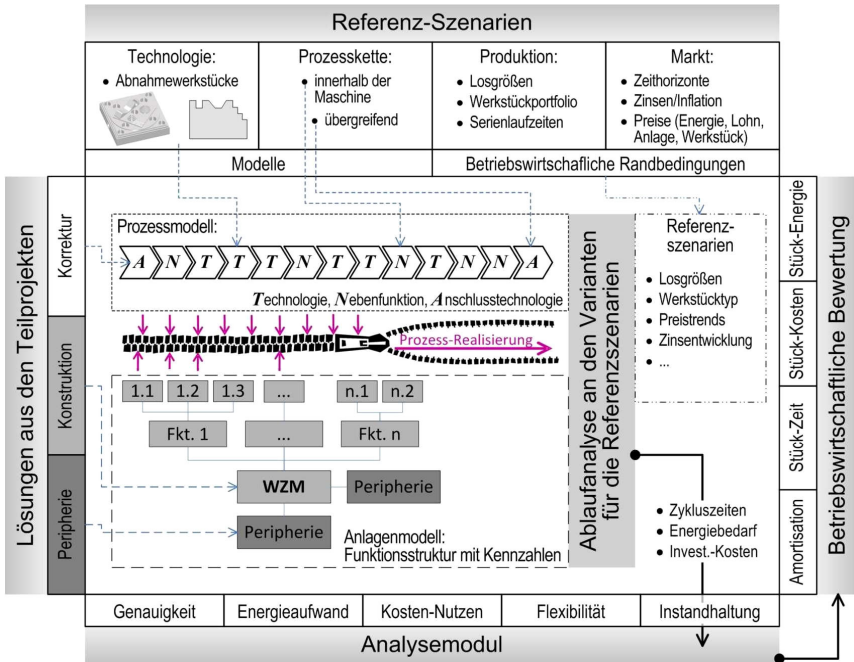 Referenz-Szenarien
Technologie:
• Abnahmewerkstücke
Prozesskette:
• innerhalb der
Maschine
• übergreifend
Produktion:
• Losgrößen
• Werkstückportfolio
• Serienlaufzeiten
Markt:
• Zeithorizonte
• Zinsen/Inflation
• Preise (Energie, Lohn,
Anlage, Werkstück)
Modelle
Betriebswirtschafliche Randbedingungen
Lösungen aus den Teilprojekten
Korrektur
Konstruktion
Peripherie
Prozessmodell:
A N T T T N T T N T N N A
Technologie, Nebenfunktion, Anschlusstechnologie
Prozess-Realisierung
1.1 1.2 1.3 ... n.1 n.2
Fkt. 1 ... Fkt. n
WZM Peripherie
Peripherie
Anlagenmodell:
Funktionsstruktur mit Kennzahlen
Ablaufanalyse an den Varianten
für die Referenzszenarien
Referenz-
szenarien
• Losgrößen
• Werkstücktyp
• Preistrends
• Zinsentwicklung
• ...
• Zykluszeiten
• Energiebedarf
• Invest.-Kosten
Stück-Energie
Stück-Kosten
Stück-Zeit
Amortisation
Betriebswirtschafliche Bewertung
Genauigkeit
Energieaufwand
Kosten-Nutzen
Flexibilität
Instandhaltung
Analysemodul